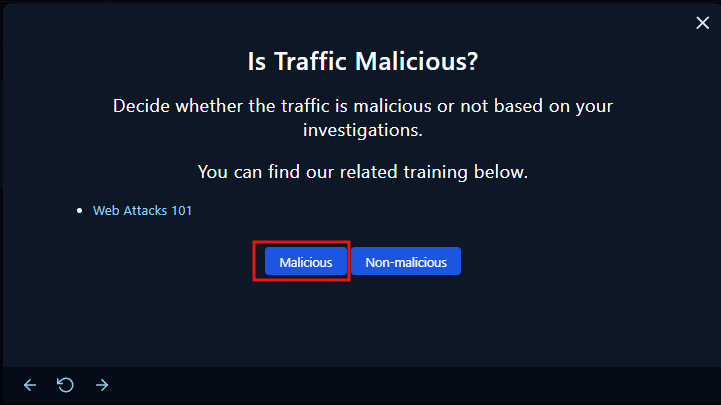 Is Traffic Malicious?
Decide whether the traffic is malicious or not based on your
investigations.
You can find our related training below.
Web Attacks 101
Malicious Non-malicious